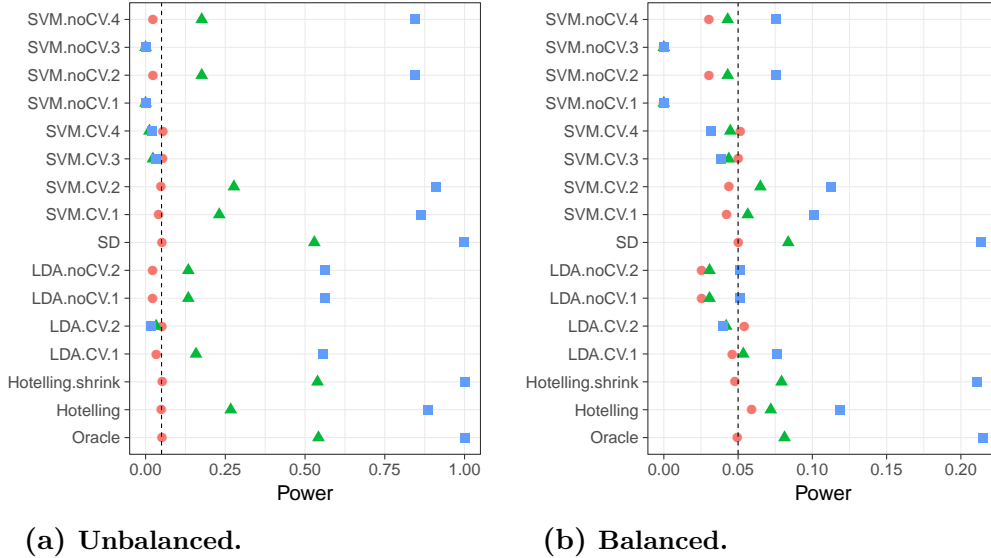 SVM.noCV.4
SVM.noCV.3
SVM.noCV.2
SVM.noCV.1
SVM.CV.4
SVM.CV.3
SVM.CV.2
SVM.CV.1
SD
LDA.noCV.2
LDA.noCV.1
LDA.CV.2
LDA.CV.1
Hotelling.shrink
Hotelling
Oracle
0.00 0.25 0.50 0.75 1.00
Power
(a) Unbalanced.
SVM.noCV.4
SVM.noCV.3
SVM.noCV.2
SVM.noCV.1
SVM.CV.4
SVM.CV.3
SVM.CV.2
SVM.CV.1
SD
LDA.noCV.2
LDA.noCV.1
LDA.CV.2
LDA.CV.1
Hotelling.shrink
Hotelling
Oracle
0.00 0.05 0.10 0.15 0.20
Power
(b) Balanced.